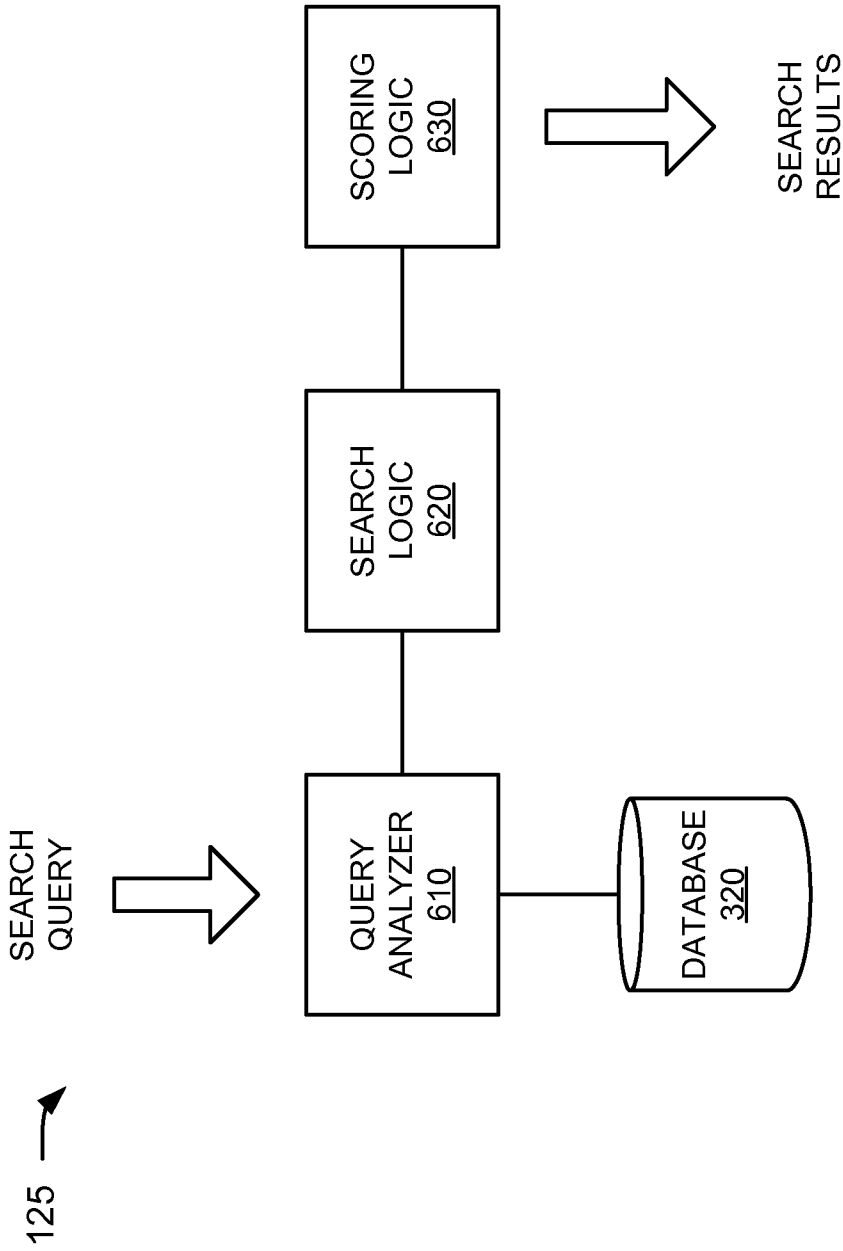 125
SEARCH
QUERY
QUERY
ANALYZER
610
SEARCH
LOGIC
620
SCORING
LOGIC
630
DATABASE
320
SEARCH
RESULTS